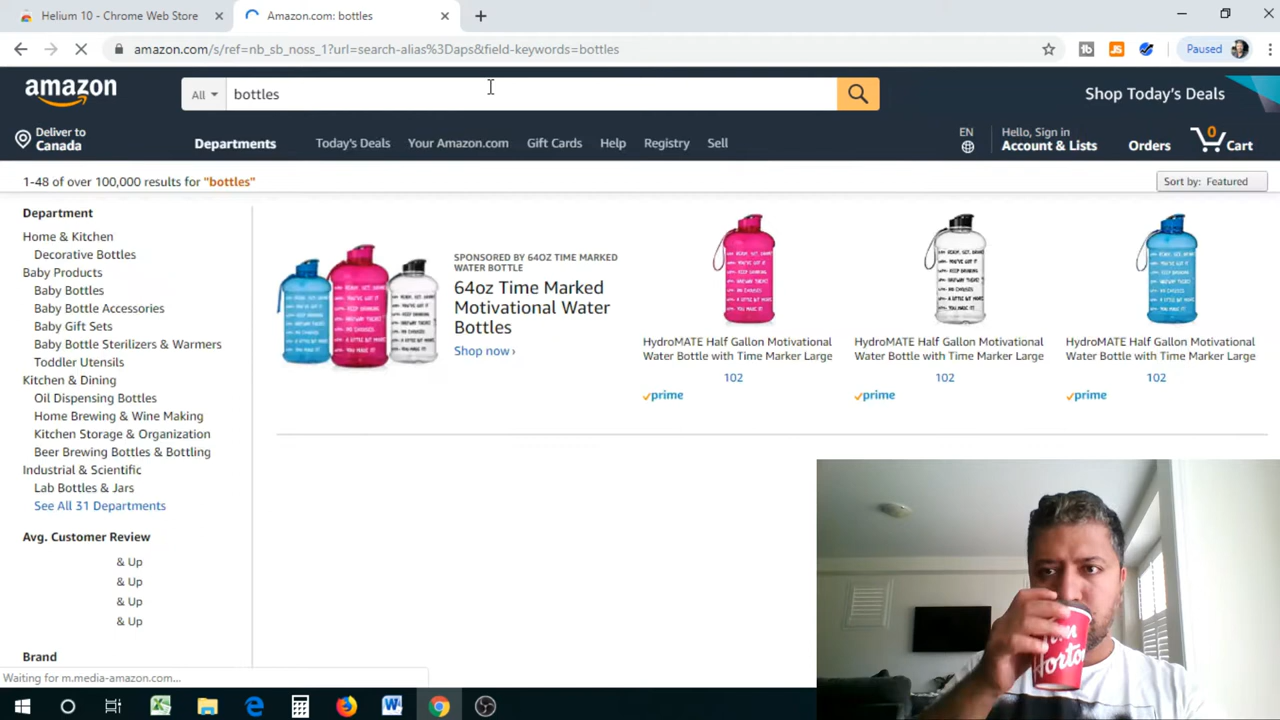 Helium 10 - Chrome Web Store
Amazon.com: bottles
amazon.com/s/ref=nb_sb_noss_1?url=search-alias%3Daps&field-keywords=bottles
Paused
amazon
All
bottles
Shop Today's Deals
Deliver to
Canada
Departments
Today's Deals
Your Amazon.com
Gift Cards
Help
Registry
Sell
EN
Hello, Sign in
Account & Lists
Orders
0
Cart
1-48 of over 100,000 results for "bottles"
Sort by: Featured
Department
Home & Kitchen
Decorative Bottles
Baby Products
Baby Bottles
Baby Bottle Accessories
Baby Gift Sets
Baby Bottle Sterilizers & Warmers
Toddler Utensils
Kitchen & Dining
Oil Dispensing Bottles
Home Brewing & Wine Making
Kitchen Storage & Organization
Beer Brewing Bottles & Bottling
Industrial & Scientific
Lab Bottles & Jars
See All 31 Departments
Avg. Customer Review
& Up
& Up
& Up
& Up
Brand
SPONSORED BY 64OZ TIME MARKED
WATER BOTTLE
64oz Time Marked
Motivational Water
Bottles
Shop now ›
HydroMATE Half Gallon Motivational
Water Bottle with Time Marker Large
102
prime
HydroMATE Half Gallon Motivational
Water Bottle with Time Marker Large
102
prime
HydroMATE Half Gallon Motivational
Water Bottle with Time Marker Large
102
prime
Waiting for m.media-amazon.com...
Tim
Horton